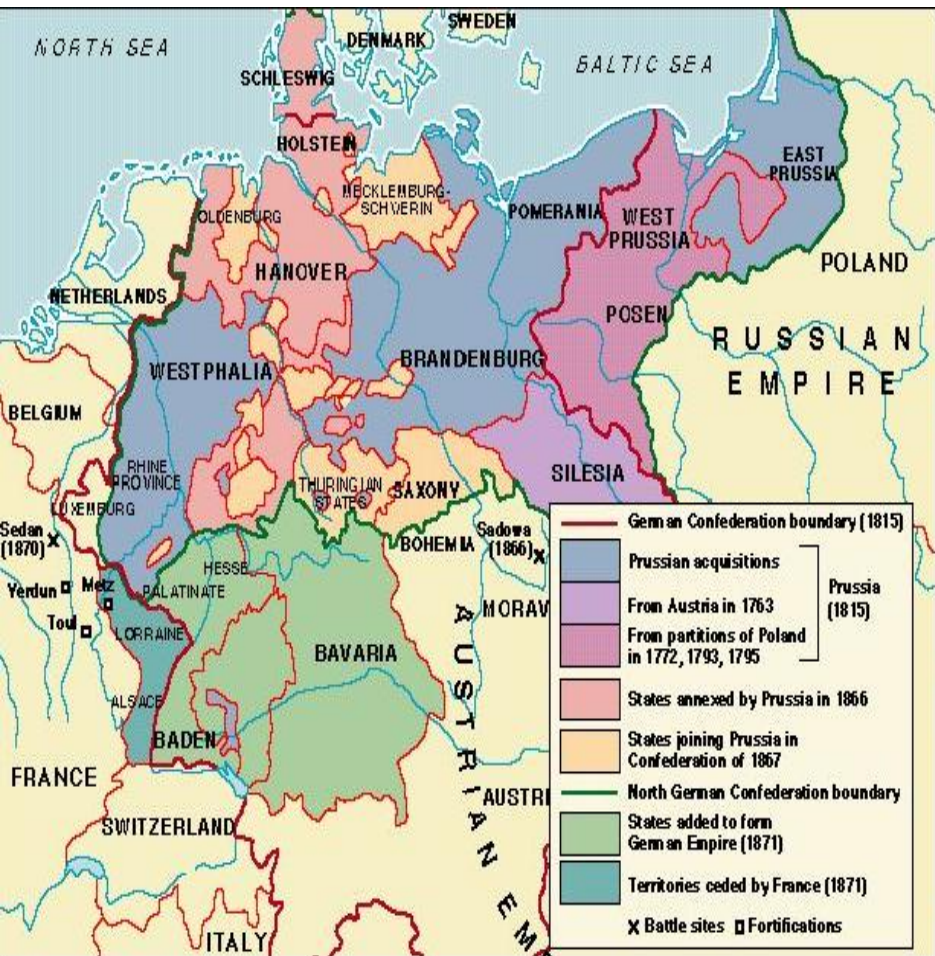 NORTH SEA
SWEDEN
DENMARK
BALTIC SEA
SCHLESWIG
HOLSTEIN
EAST
PRUSSIA
MECKLEMBURG-
SCHWERIN
OLDENBURG
POMERANIA
WEST
PRUSSIA
HANOVER
POLAND
NETHERLANDS
POSEN
RUSSIAN
EMPIRE
WESTPHALIA
BRANDENBURG
BELGIUM
RHINE
PROVINCE
LUXEMBURG
THURINGIAN
STATES
SAXONY
SILESIA
Sedan
(1870)
BOHEMIA
Sadowa
(1866)
HESSE
Yerdun
Metz
PALATINATE
MORAV
Toul
LORRAINE
BAVARIA
ALSACE
BADEN
FRANCE
AUSTRI
SWITZERLAND
AUSTRIAN EM
ITALY
German Confederation boundary (1815)
Prussian acquisitions
Prussia
(1815)
From Austria in 1763
From partitions of Poland
in 1772, 1793, 1795
States annexed by Prussia in 1866
States joining Prussia in
Confederation of 1867
North German Confederation boundary
States added to form
German Empire (1871)
Territories ceded by France (1871)
Battle sites
Fortifications